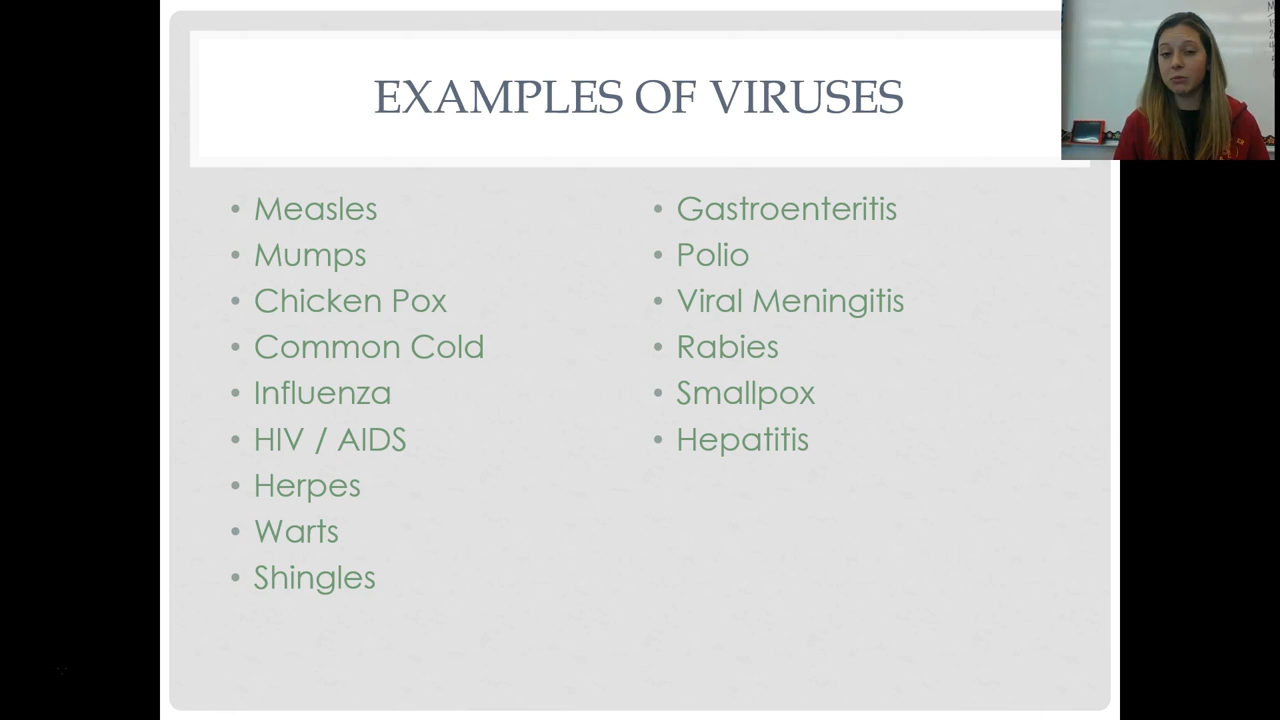 EXAMPLES OF VIRUSES
• Measles
• Mumps
• Chicken Pox
• Common Cold
• Influenza
• HIV / AIDS
• Herpes
• Warts
• Shingles
• Gastroenteritis
• Polio
• Viral Meningitis
• Rabies
• Smallpox
• Hepatitis